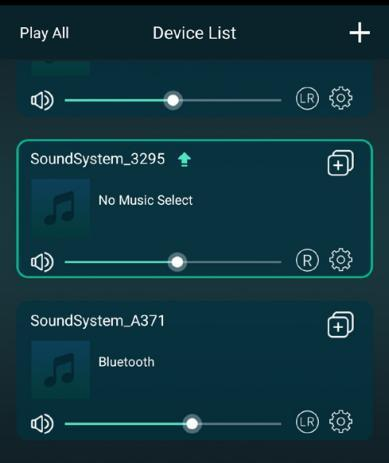 Play All
Device List
LR
SoundSystem_3295
No Music Select
R
SoundSystem_A371
Bluetooth
LR